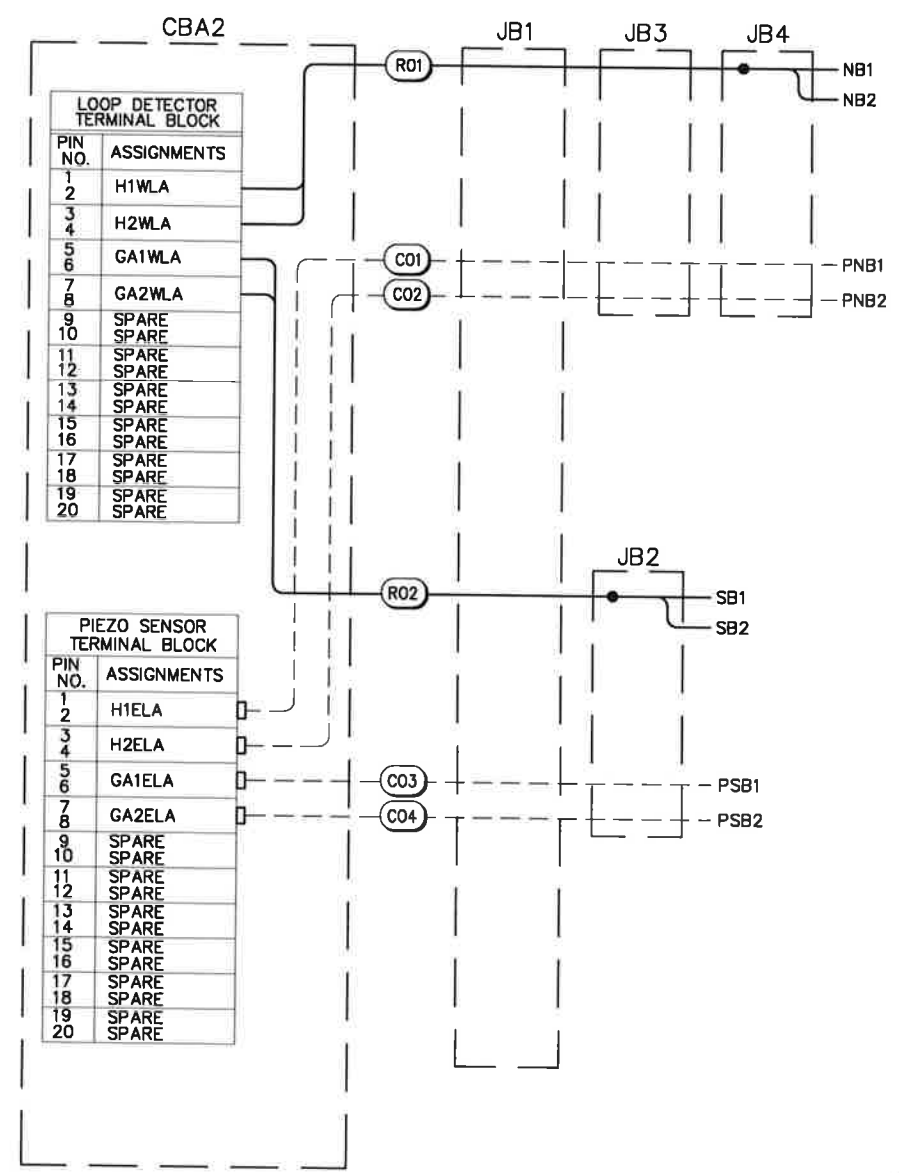 CBA2
JB1
JB3
JB4
R01
NB1
NB2
LOOP DETECTOR
TERMINAL BLOCK
PIN
NO. ASSIGNMENTS
1
2 H1WLA
3
4 H2WLA
5
6 GA1WLA
7
8 GA2WLA
9 SPARE
10 SPARE
11 SPARE
12 SPARE
13 SPARE
14 SPARE
15 SPARE
16 SPARE
17 SPARE
18 SPARE
19 SPARE
20 SPARE
C01
PNB1
C02
PNB2
JB2
R02
SB1
SB2
PIEZO SENSOR
TERMINAL BLOCK
PIN
NO. ASSIGNMENTS
1
2 H1ELA
3
4 H2ELA
5
6 GA1ELA
7
8 GA2ELA
9 SPARE
10 SPARE
11 SPARE
12 SPARE
13 SPARE
14 SPARE
15 SPARE
16 SPARE
17 SPARE
18 SPARE
19 SPARE
20 SPARE
C03
PSB1
C04
PSB2